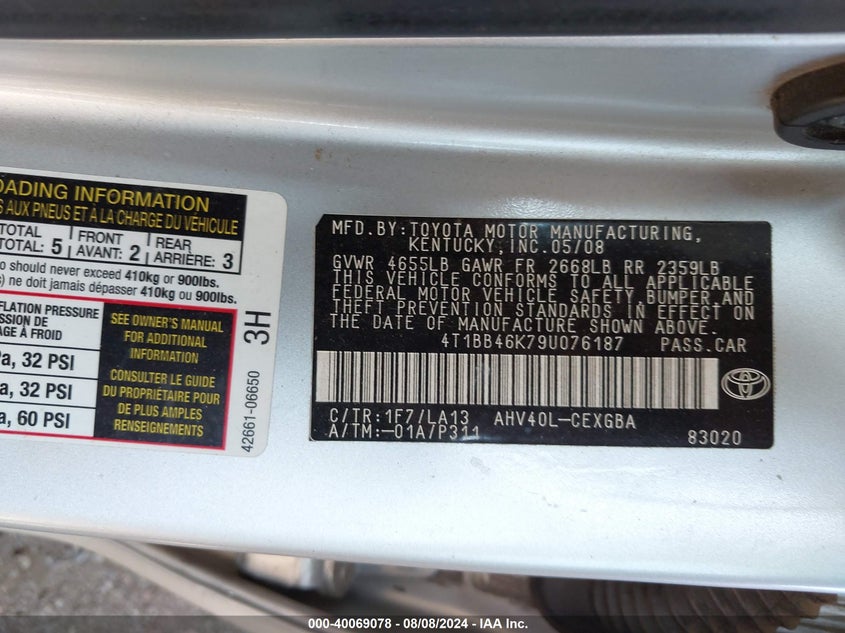 OADING INFORMATION
S AUX PNEUS ET À LA CHARGE DU VÉHICULE
TOTAL
TOTAL: 5
FRONT
AVANT: 2
REAR
ARRIÈRE: 3
o should never exceed 410kg or 900lbs.
s) ne doit jamais dépasser 410kg ou 900lbs.
FLATION PRESSURE
ESSION DE
AGE À FROID
a, 32 PSI
a, 32 PSI
a, 60 PSI
SEE OWNER'S MANUAL
FOR ADDITIONAL
INFORMATION
CONSULTER LE GUIDE
DU PROPRIÉTAIRE POUR
DE PLUS AMPLES
RENSEIGNEMENTS
42661-06650 3H
MFD.BY: TOYOTA MOTOR MANUFACTURING,
KENTUCKY, INC. 05/08
GVWR 4655LB GAWR FR 2668LB RR 2359LB
THIS VEHICLE CONFORMS TO ALL APPLICABLE
FEDERAL MOTOR VEHICLE SAFETY, BUMPER, AND
THEFT PREVENTION STANDARDS IN EFFECT ON
THE DATE OF MANUFACTURE SHOWN ABOVE.
4T1BB46K79U076187 PASS.CAR
C/TR: 1F7/LA13 AHV40L-CEXGBA
A/TM:-01A/P311 83020
000-40069078 - 08/08/2024 - IAA Inc.